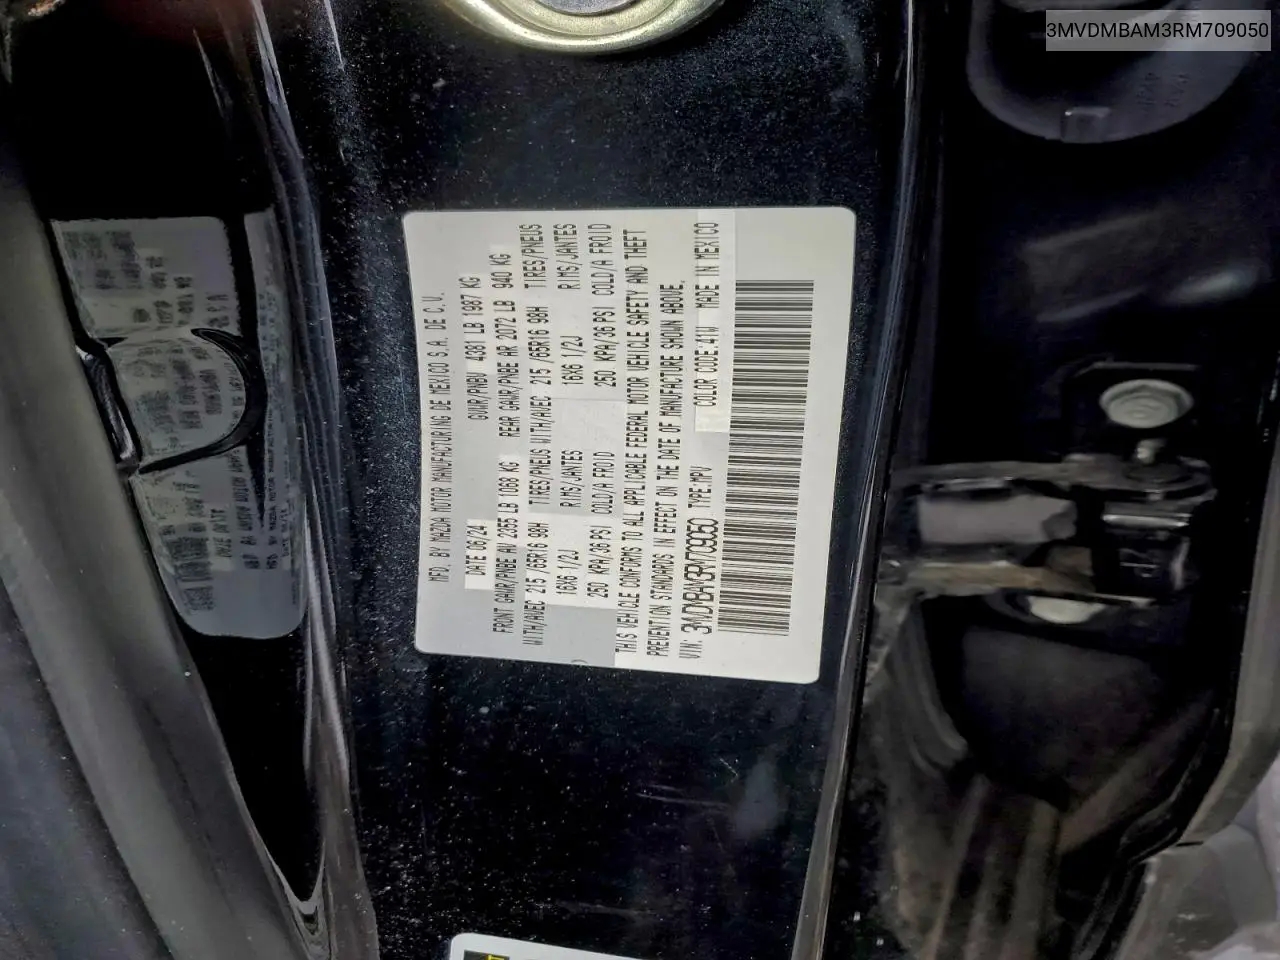 3MVDMBAM3RM709050
MFD. BY MAZDA MOTOR MANUFACTURING DE MEXICO S.A. DE C.V.
DATE 06/24 GVWR/PNBV 4381 LB 1987 KG
FRONT GAWR/PNBE AV 2355 LB 1068 KG REAR GAWR/PNBE AR 2072 LB 940 KG
WITH/AVEC 215 /65R16 98H TIRES/PNEUS WITH/AVEC 215 /65R16 98H TIRES/PNEUS
16X6 1/2J RIMS/JANTES 16X6 1/2J RIMS/JANTES
250 KPA/36 PSI COLD/A FROID 250 KPA/36 PSI COLD/A FROID
THIS VEHICLE CONFORMS TO ALL APPLICABLE FEDERAL MOTOR VEHICLE SAFETY AND THEFT
PREVENTION STANDARDS IN EFFECT ON THE DATE OF MANUFACTURE SHOWN ABOVE.
VIN: 3MVDMBAM3RM709050 TYPE:MPV COLOR CODE:41W MADE IN MEXICO